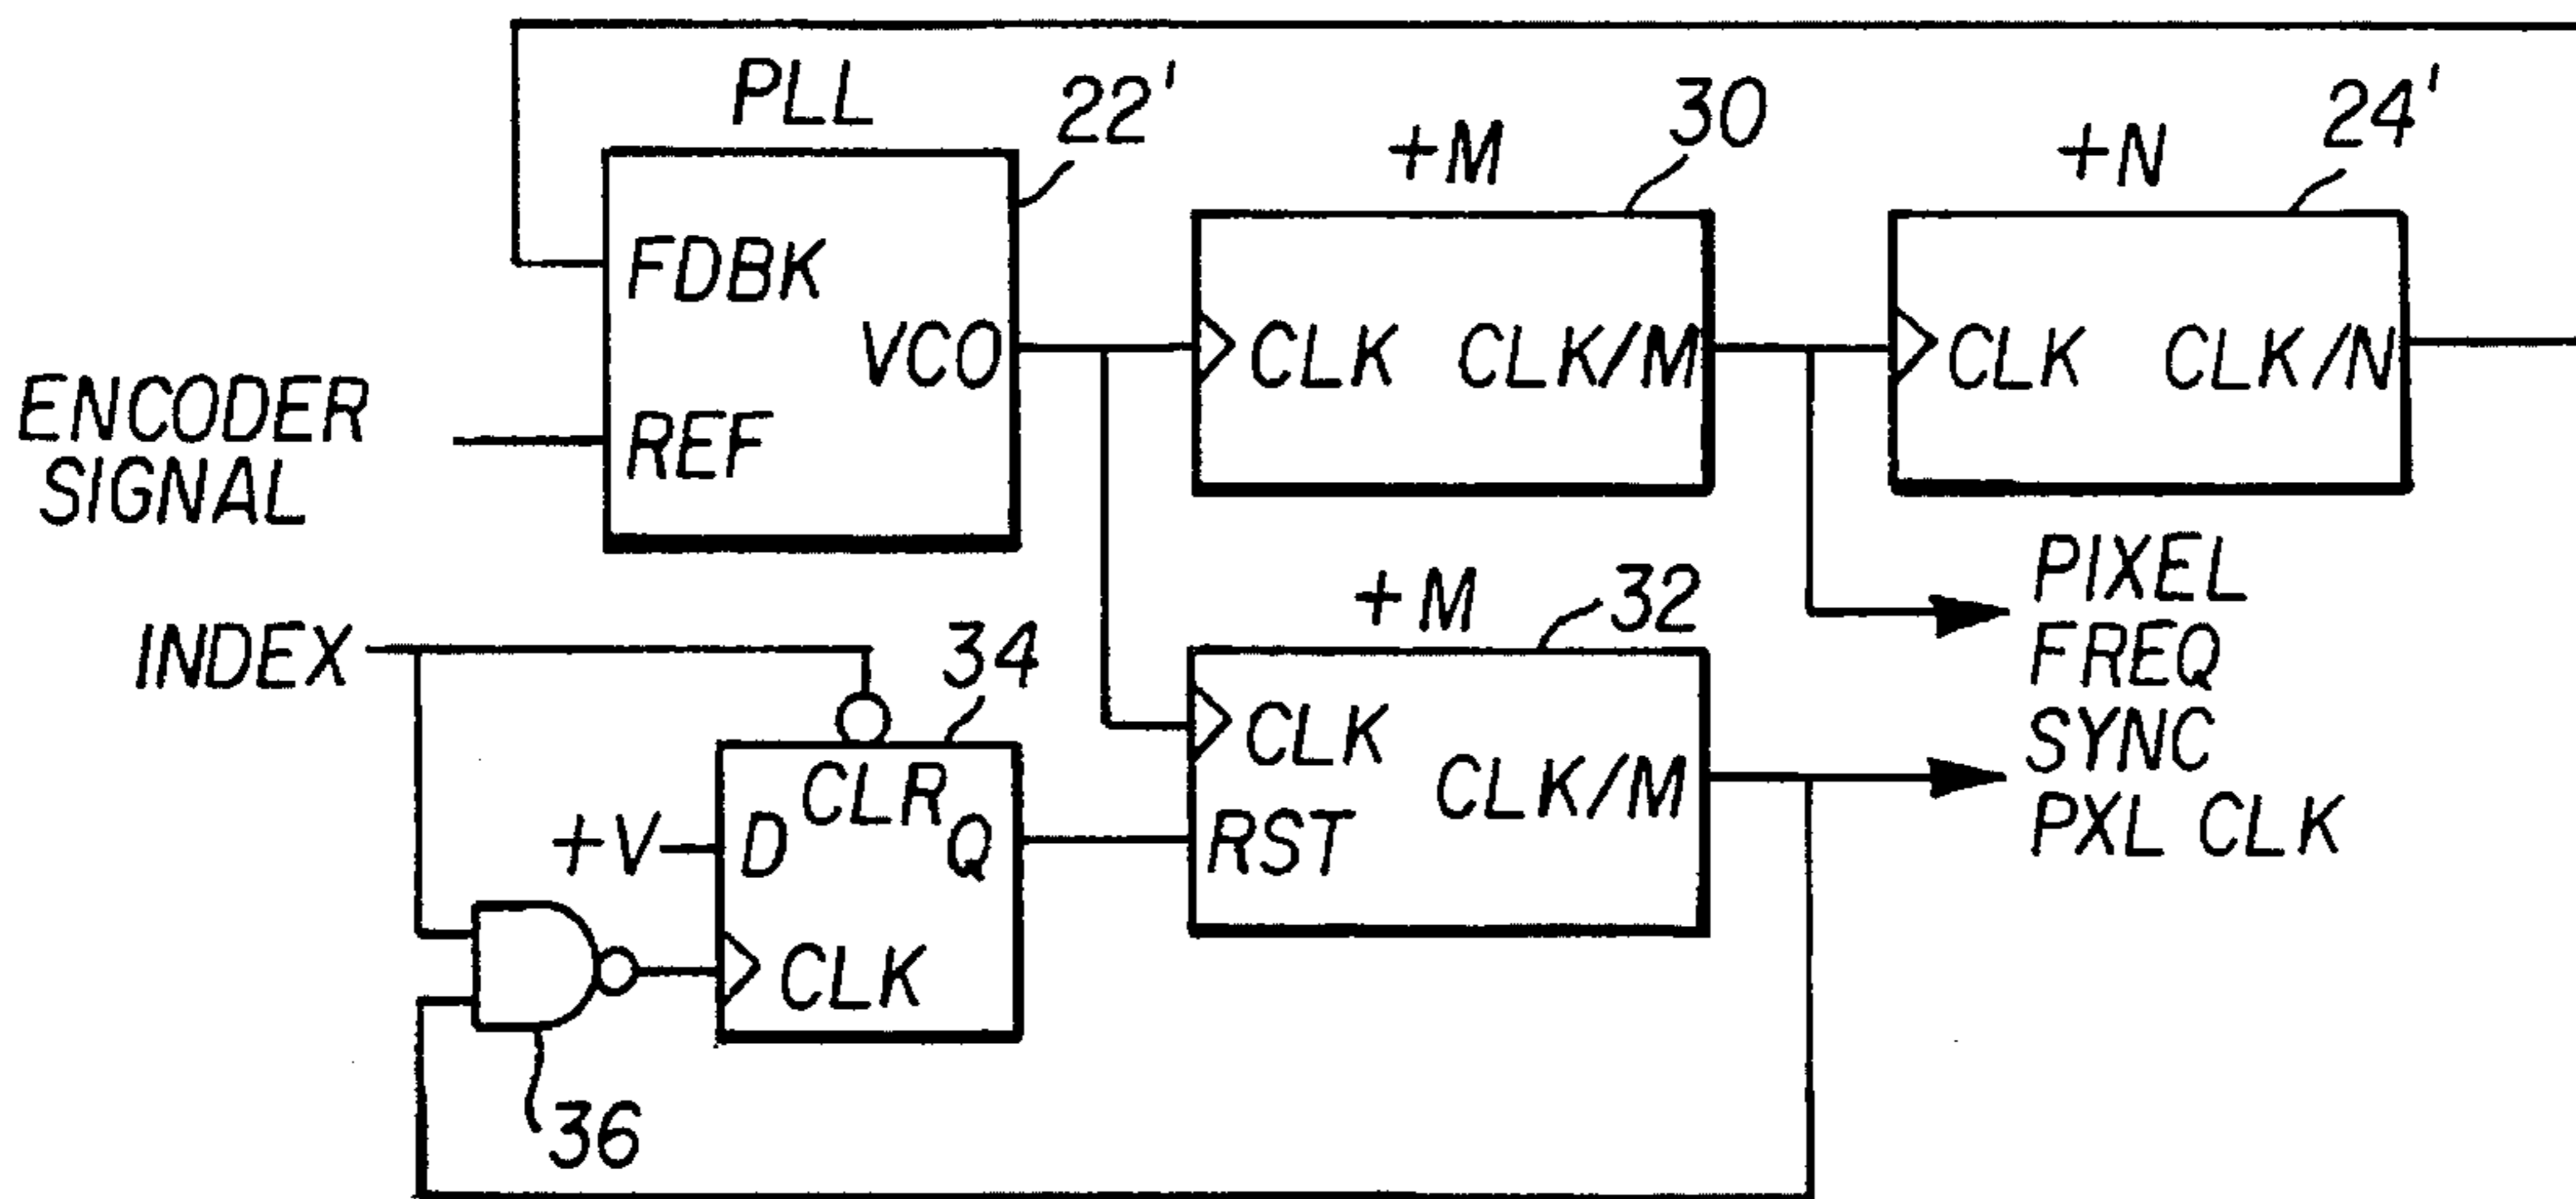 PLL
22'
+M
30
+N
24'
FDBK
VCO
REF
CLK CLK/M
CLK CLK/N
ENCODER
SIGNAL
PIXEL
FREQ
SYNC
PXL CLK
INDEX
34
+M
32
CLR
+V
D
Q
CLK
CLK
RST
CLK/M
36